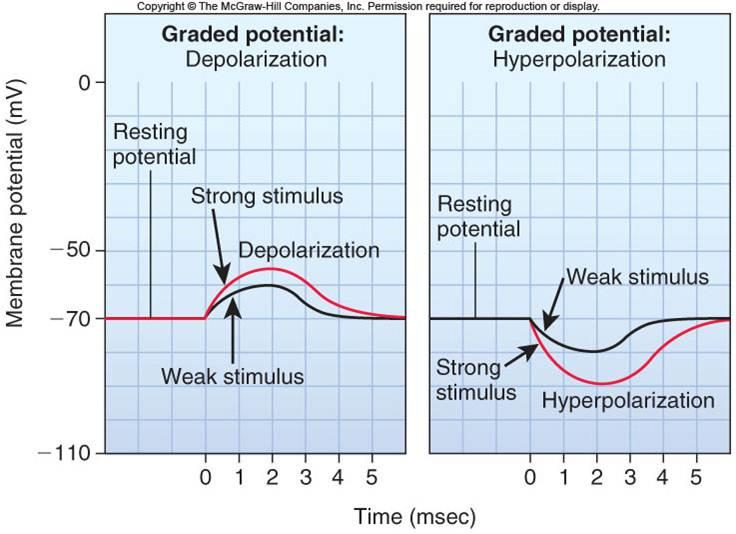 Copyright © The McGraw-Hill Companies, Inc. Permission required for reproduction or display.
Graded potential:
Depolarization
Membrane potential (mV)
0
−50
−70
−110
Resting
potential
Strong stimulus
Depolarization
Weak stimulus
0 1 2 3 4 5
Graded potential:
Hyperpolarization
Resting
potential
Weak stimulus
Strong
stimulus
Hyperpolarization
0 1 2 3 4 5
Time (msec)